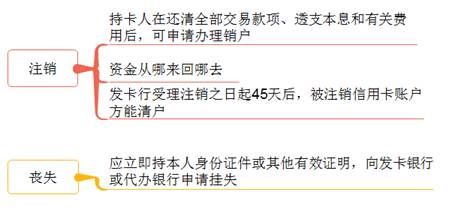 注销
持卡人在还清全部交易款项、透支本息和有关费
用后，可申请办理销户
资金从哪来回哪去
发卡行受理注销之日起45天后，被注销信用卡账户
方能清户
丧失
应立即持本人身份证件或其他有效证明，向发卡银行
或代办银行申请挂失